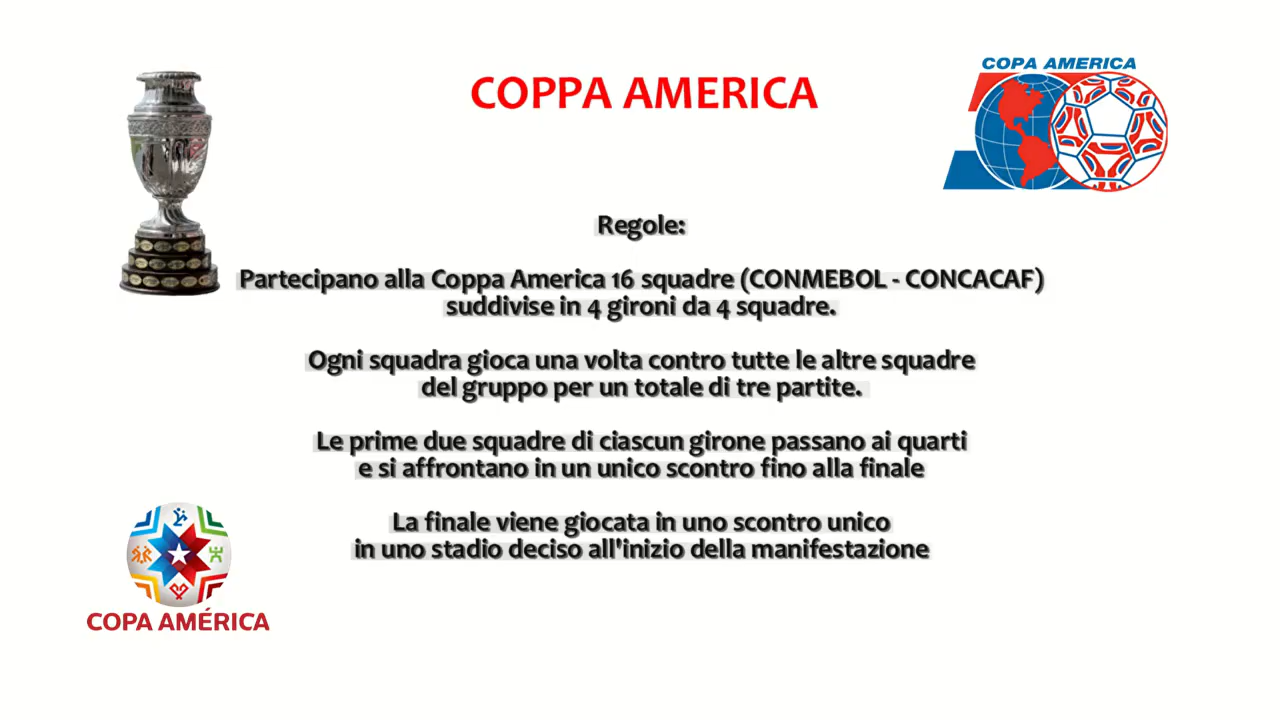 COPPA AMERICA
COPA AMERICA
Regole:
Partecipano alla Coppa America 16 squadre (CONMEBOL - CONCACAF)
suddivise in 4 gironi da 4 squadre.
Ogni squadra gioca una volta contro tutte le altre squadre
del gruppo per un totale di tre partite.
Le prime due squadre di ciascun girone passano ai quarti
e si affrontano in un unico scontro fino alla finale
La finale viene giocata in uno scontro unico
in uno stadio deciso all'inizio della manifestazione
COPA AMÉRICA